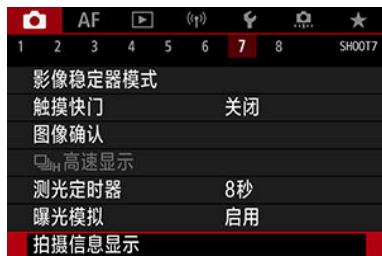 AF
1 2 3 4 5 6 7 8 SHOOT7
影像稳定器模式
触摸快门 关闭
图像确认
H高速显示
测光定时器 8秒
曝光模拟 启用
拍摄信息显示